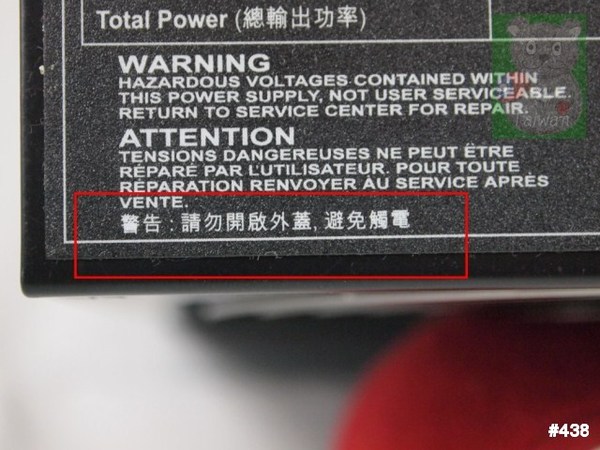 Total Power (總輸出功率)
WARNING
HAZARDOUS VOLTAGES CONTAINED WITHIN
THIS POWER SUPPLY, NOT USER SERVICEABLE.
RETURN TO SERVICE CENTER FOR REPAIR.
ATTENTION
TENSIONS DANGEREUSES NE PEUT ÊTRE
RÉPARÉ PAR L'UTILISATEUR. POUR TOUTE
RÉPARATION RENVOYER AU SERVICE APRÈS
VENTE.
警告 : 請勿開啟外蓋, 避免觸電
Taiwan
#438